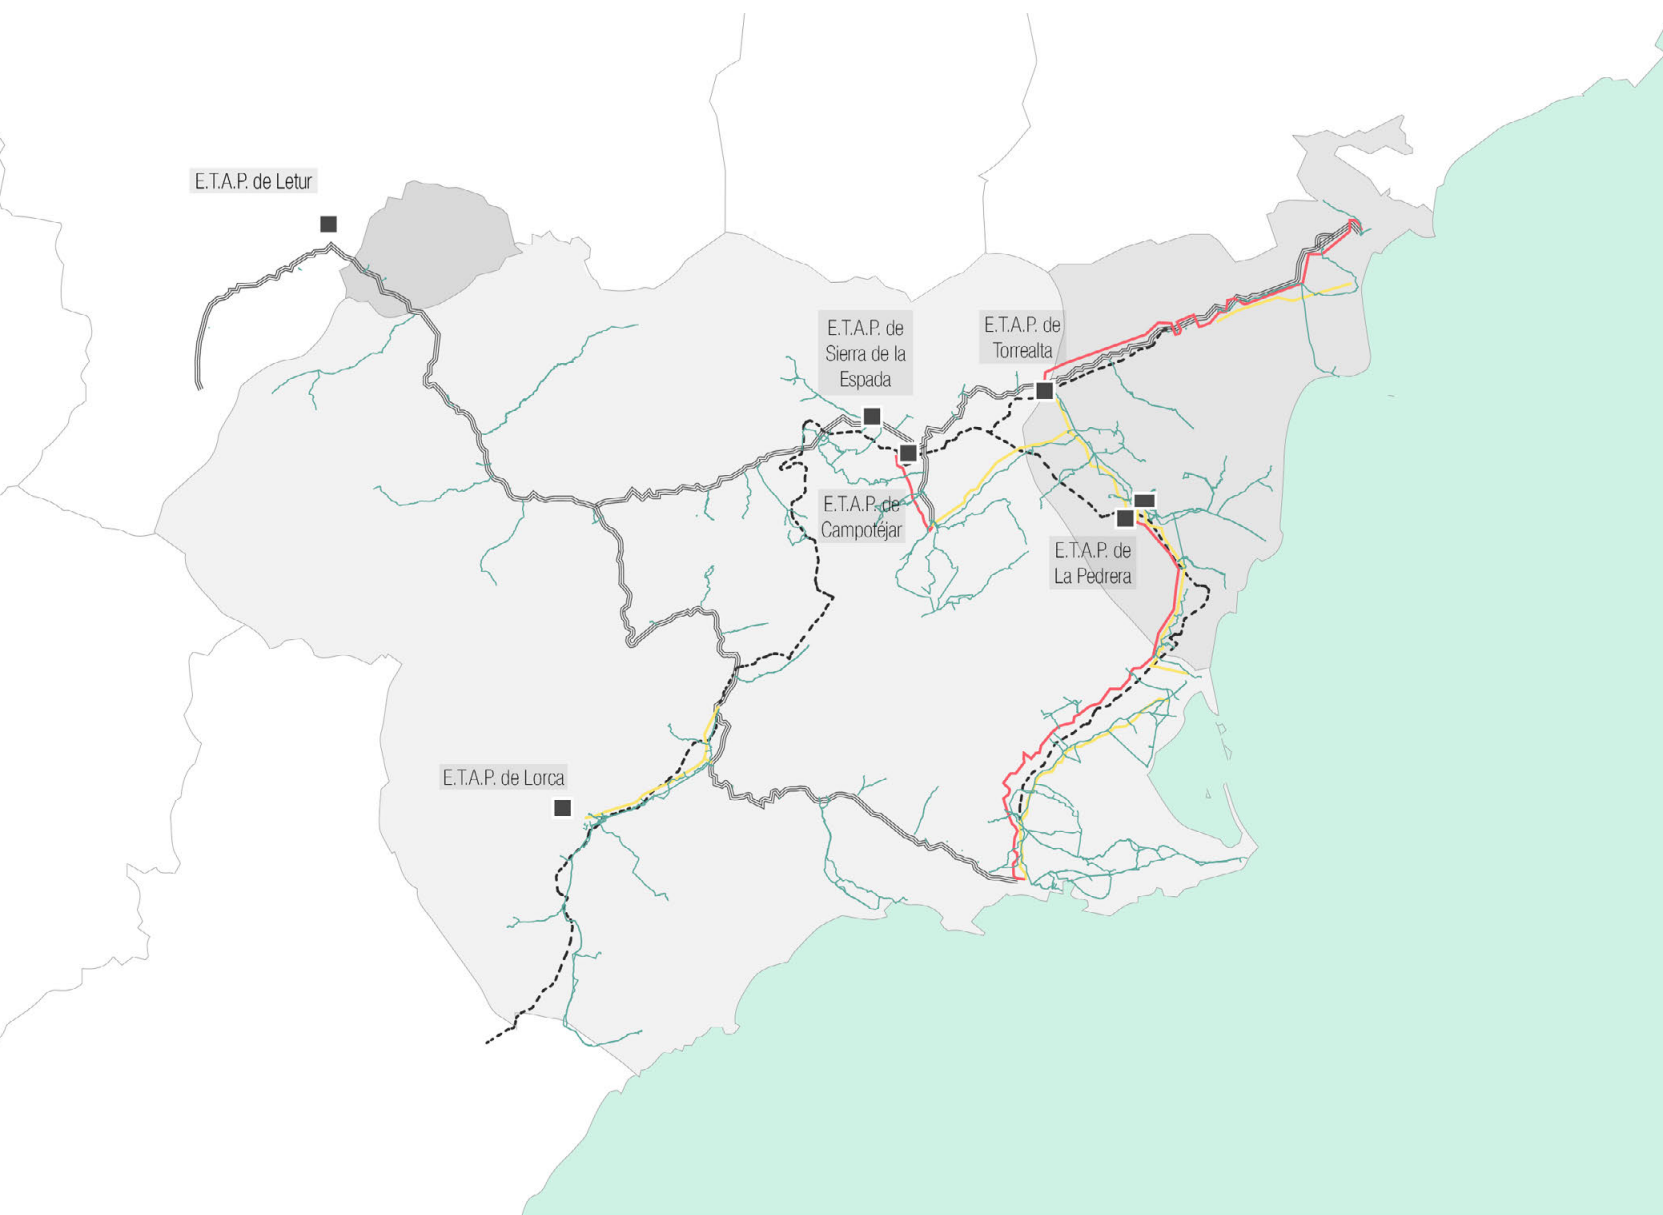 E.T.A.P. de Letur
E.T.A.P. de
Sierra de la
Espada
E.T.A.P. de
Torrealta
E.T.A.P. de
Campotéjar
E.T.A.P. de
La Pedrera
E.T.A.P. de Lorca